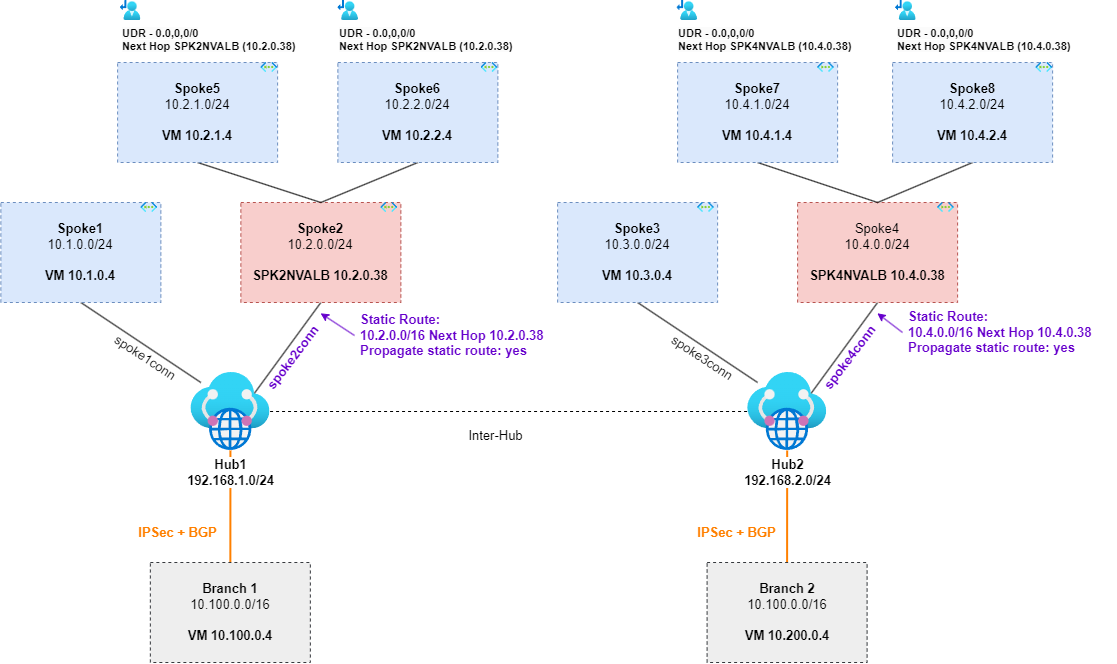 UDR - 0.0,0,0/0
Next Hop SPK2NVALB (10.2.0.38)
UDR - 0.0,0,0/0
Next Hop SPK2NVALB (10.2.0.38)
UDR - 0.0,0,0/0
Next Hop SPK4NVALB (10.4.0.38)
UDR - 0.0,0,0/0
Next Hop SPK4NVALB (10.4.0.38)
Spoke5
10.2.1.0/24
VM 10.2.1.4
Spoke6
10.2.2.0/24
VM 10.2.2.4
Spoke7
10.4.1.0/24
VM 10.4.1.4
Spoke8
10.4.2.0/24
VM 10.4.2.4
Spoke1
10.1.0.0/24
VM 10.1.0.4
Spoke2
10.2.0.0/24
SPK2NVALB 10.2.0.38
Spoke3
10.3.0.0/24
VM 10.3.0.4
Spoke4
10.4.0.0/24
SPK4NVALB 10.4.0.38
spoke1conn
spoke2conn
Static Route:
10.2.0.0/16 Next Hop 10.2.0.38
Propagate static route: yes
spoke3conn
spoke4conn
Static Route:
10.4.0.0/16 Next Hop 10.4.0.38
Propagate static route: yes
Inter-Hub
Hub1
192.168.1.0/24
Hub2
192.168.2.0/24
IPSec + BGP
IPSec + BGP
Branch 1
10.100.0.0/16
VM 10.100.0.4
Branch 2
10.100.0.0/16
VM 10.200.0.4